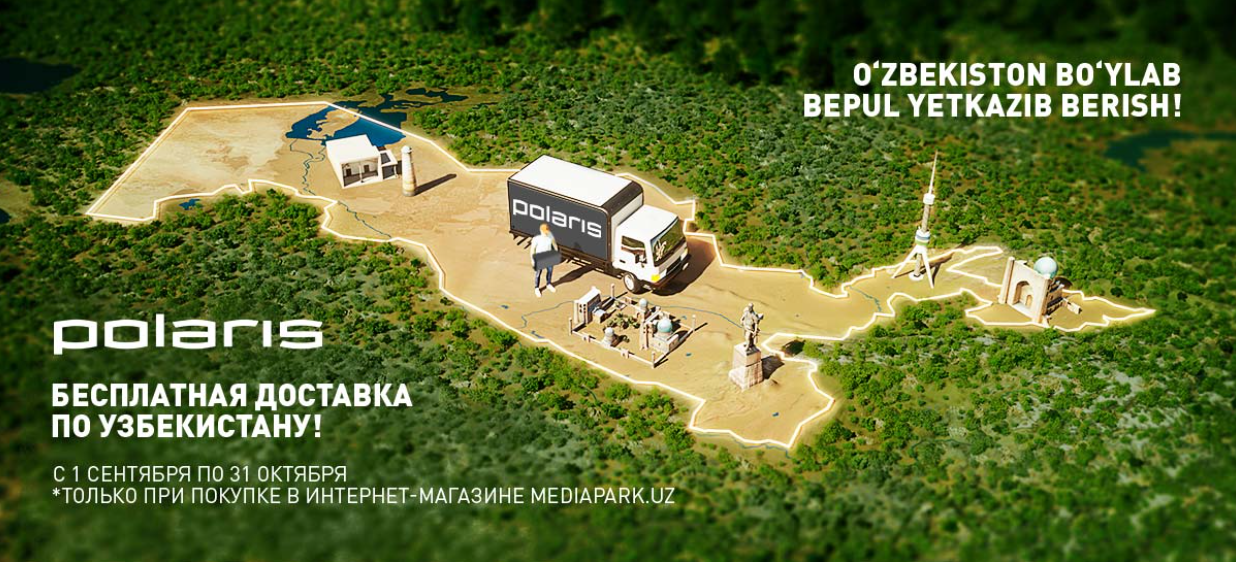 O‘ZBEKISTON BO‘YLAB
BEPUL YETKAZIB BERISH!
polaris
polaris
БЕСПЛАТНАЯ ДОСТАВКА
ПО УЗБЕКИСТАНУ!
С 1 СЕНТЯБРЯ ПО 31 ОКТЯБРЯ
*ТОЛЬКО ПРИ ПОКУПКЕ В ИНТЕРНЕТ-МАГАЗИНЕ MEDIAPARK.UZ